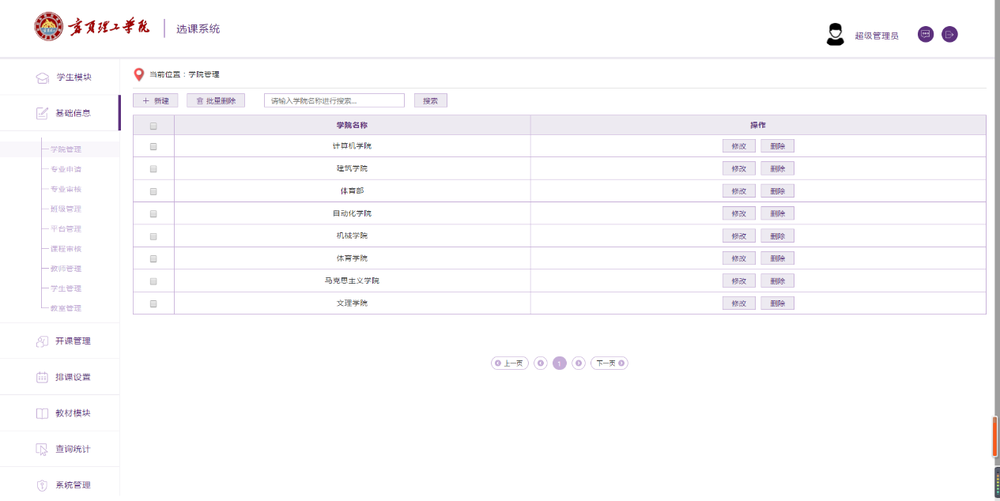 选课系统
超级管理员
学生模块
基础信息
学院管理
专业申请
专业审核
班级管理
平台管理
课程审核
教师管理
学生管理
教室管理
开课管理
排课设置
教材模块
查询统计
系统管理
当前位置：学院管理
+ 新建 批量删除 请输入学院名称进行搜索... 搜索
学院名称 操作
计算机学院 修改 删除
建筑学院 修改 删除
体育部 修改 删除
自动化学院 修改 删除
机械学院 修改 删除
体育学院 修改 删除
马克思主义学院 修改 删除
文理学院 修改 删除
上一页 1 下一页